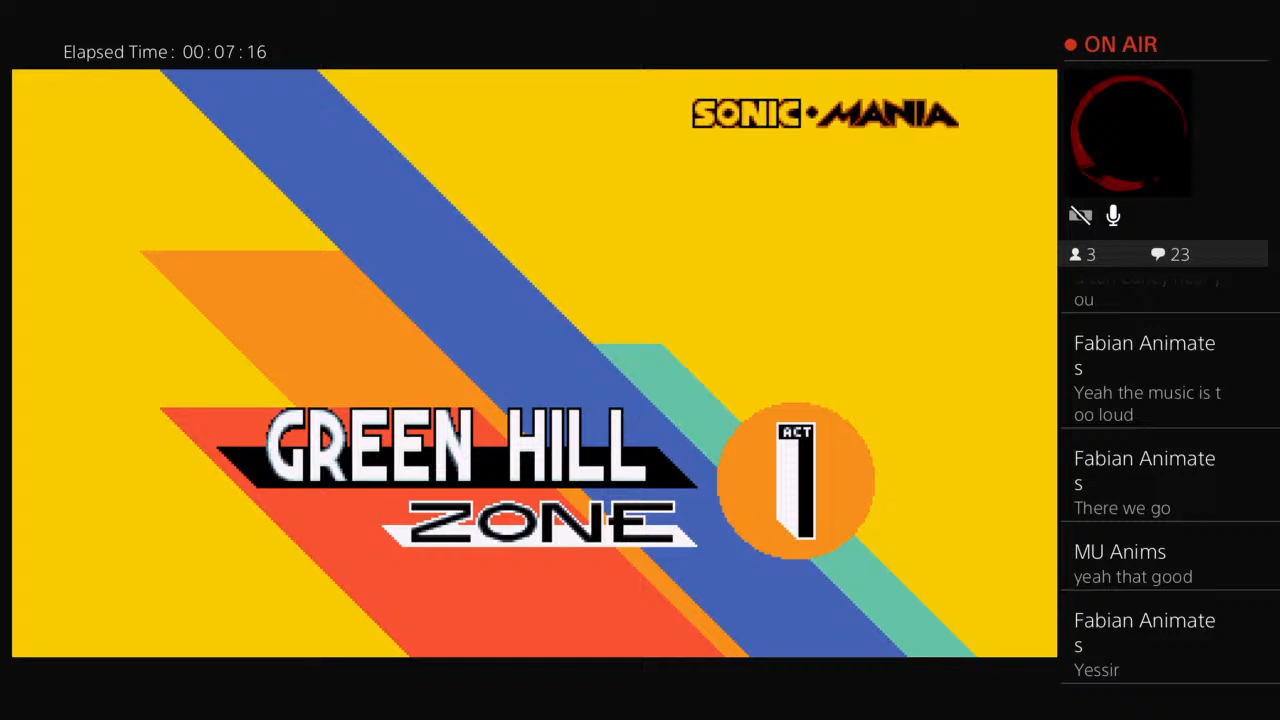 Elapsed Time: 00:07:16
ON AIR
SONIC•MANIA
3 23
ou
Fabian Animate
s
Yeah the music is t
oo loud
GREEN HILL
ZONE
ACT
1
Fabian Animate
s
There we go
MU Anims
yeah that good
Fabian Animate
s
Yessir